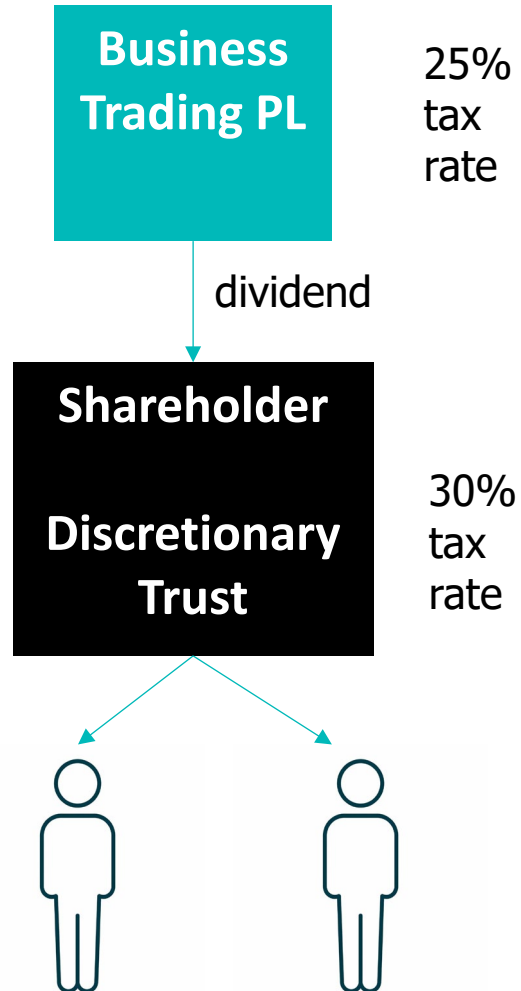 Business
Trading PL
25%
tax
rate
dividend
Shareholder
Discretionary
Trust
30%
tax
rate